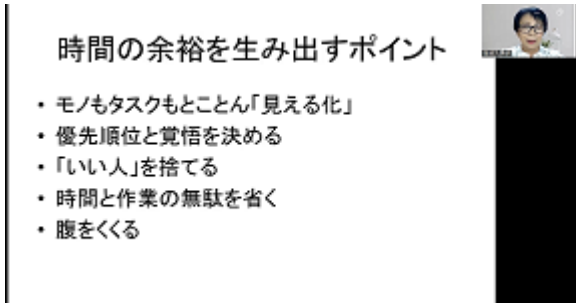 時間の余裕を生み出すポイント
• モノもタスクもとことん「見える化」
• 優先順位と覚悟を決める
• 「いい人」を捨てる
• 時間と作業の無駄を省く
• 腹をくくる